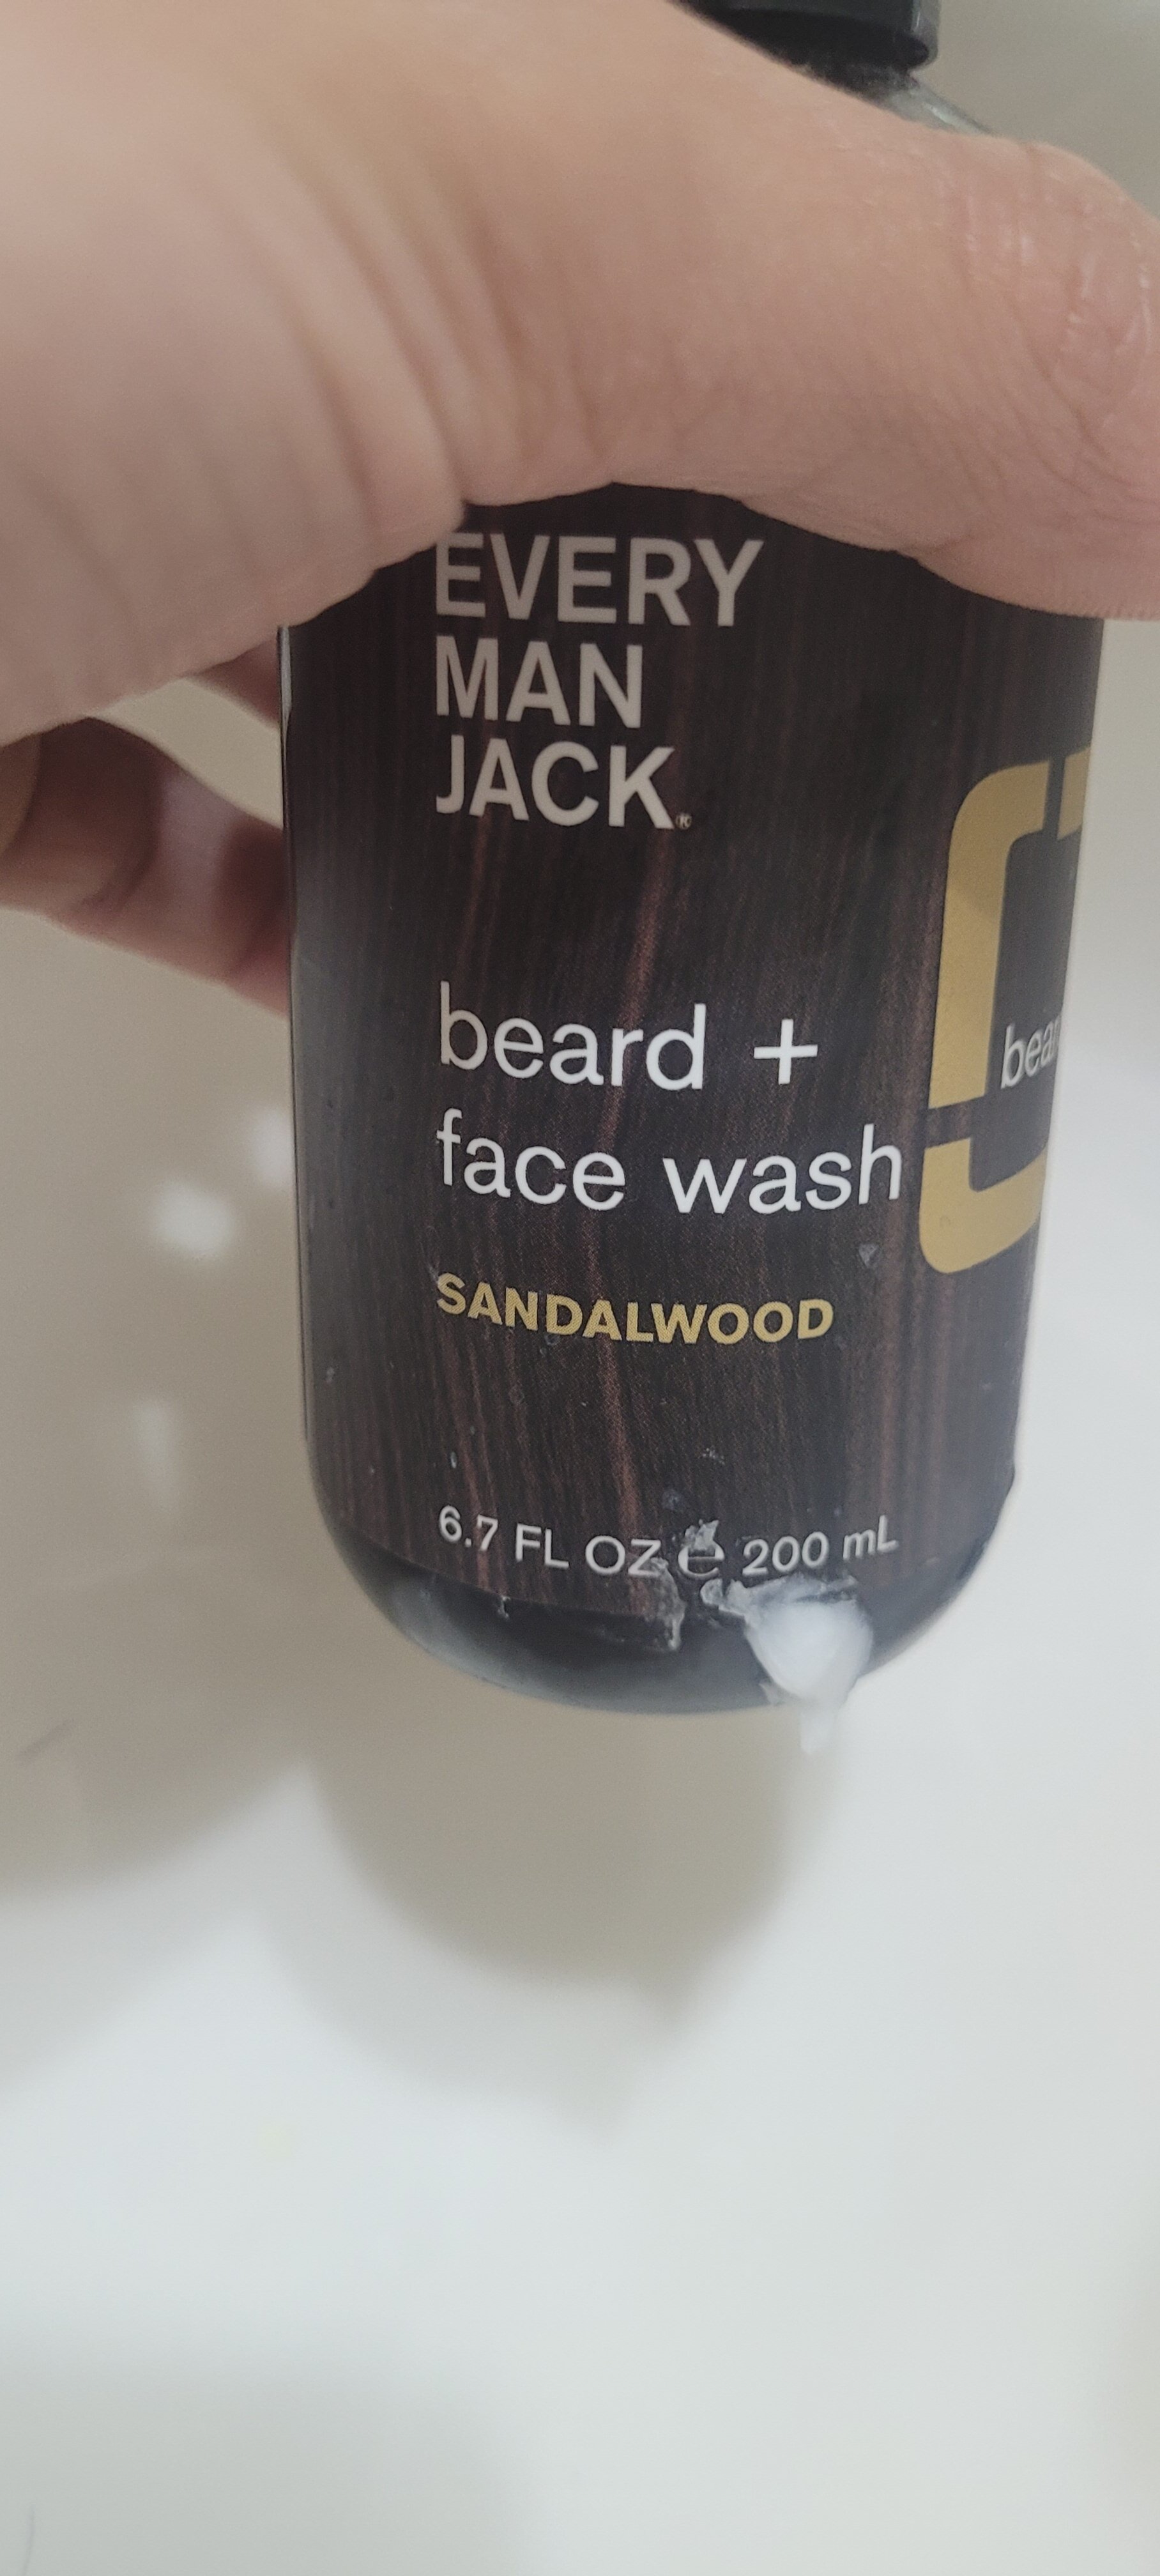 EVERY
MAN
JACK®
beard +
face wash
SANDALWOOD
6.7 FL OZ ℮ 200 mL